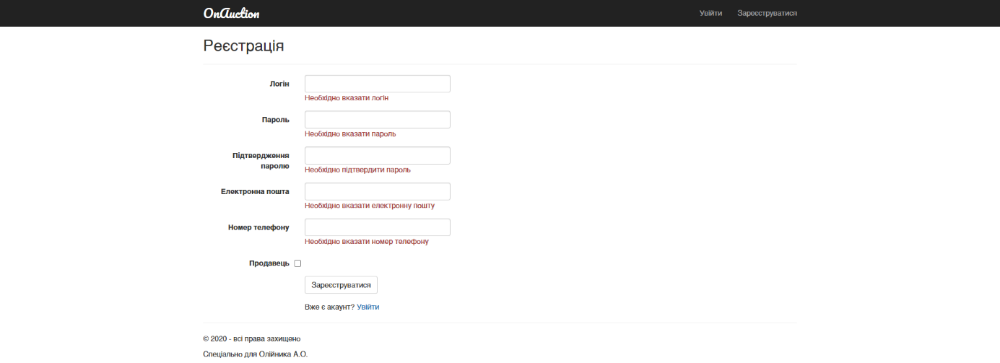 OnAuction
Увійти
Зареєструватися
Реєстрація
Логін
Необхідно вказати логін
Пароль
Необхідно вказати пароль
Підтвердження
паролю
Необхідно підтвердити пароль
Електронна пошта
Необхідно вказати електронну пошту
Номер телефону
Необхідно вказати номер телефону
Продавець
Зареєструватися
Вже є акаунт? Увійти
© 2020 - всі права захищено
Спеціально для Олійника А.О.